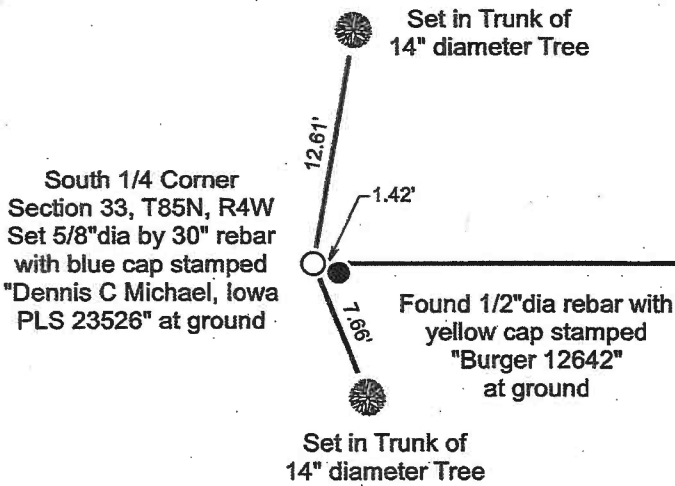 Set in Trunk of
14" diameter Tree
12.61'
1.42'
South 1/4 Corner
Section 33, T85N, R4W
Set 5/8"dia by 30" rebar
with blue cap stamped
"Dennis C Michael, Iowa
PLS 23526" at ground
7.66'
Found 1/2"dia rebar with
yellow cap stamped
"Burger 12642"
at ground
Set in Trunk of
14" diameter Tree